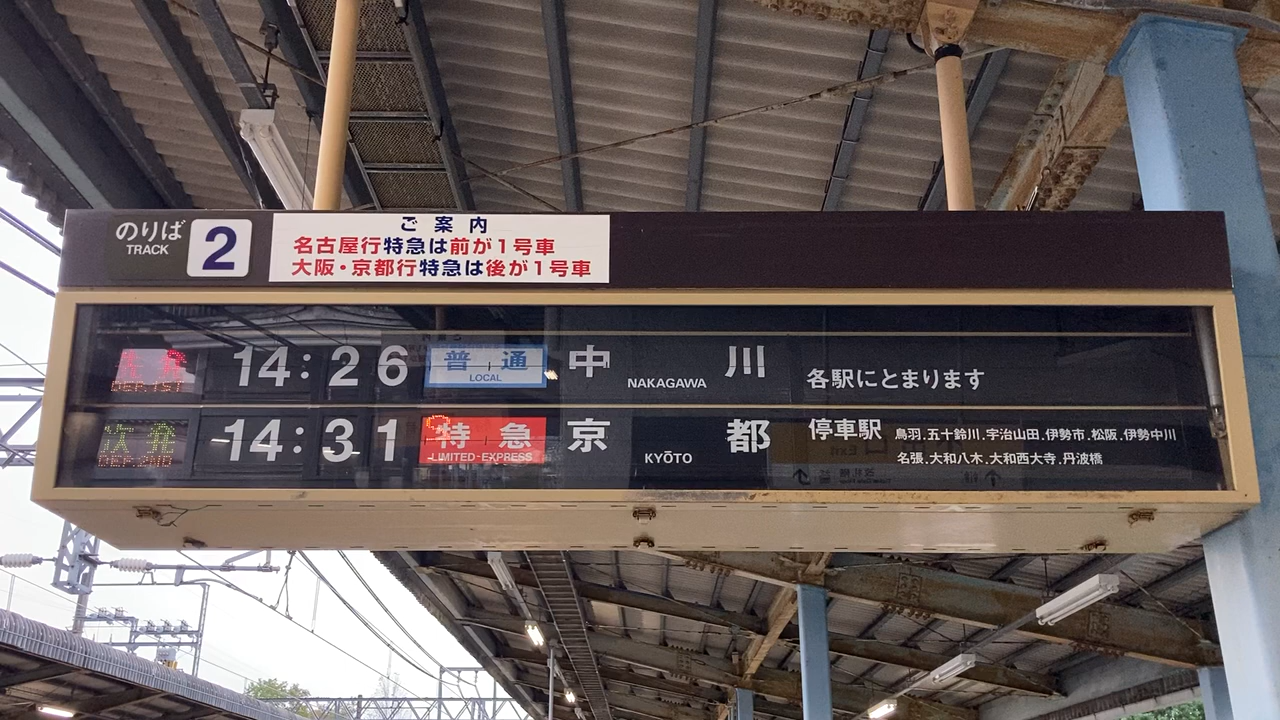 のりば
TRACK
2
ご案内
名古屋行特急は前が1号車
大阪・京都行特急は後が1号車
先発
14:26
普通
LOCAL
中川
NAKAGAWA
各駅にとまります
次発
14:31
特急
LIMITED-EXPRESS
京都
KYŌTO
停車駅
鳥羽.五十鈴川.宇治山田.伊勢市.松阪.伊勢中川
名張.大和八木.大和西大寺.丹波橋